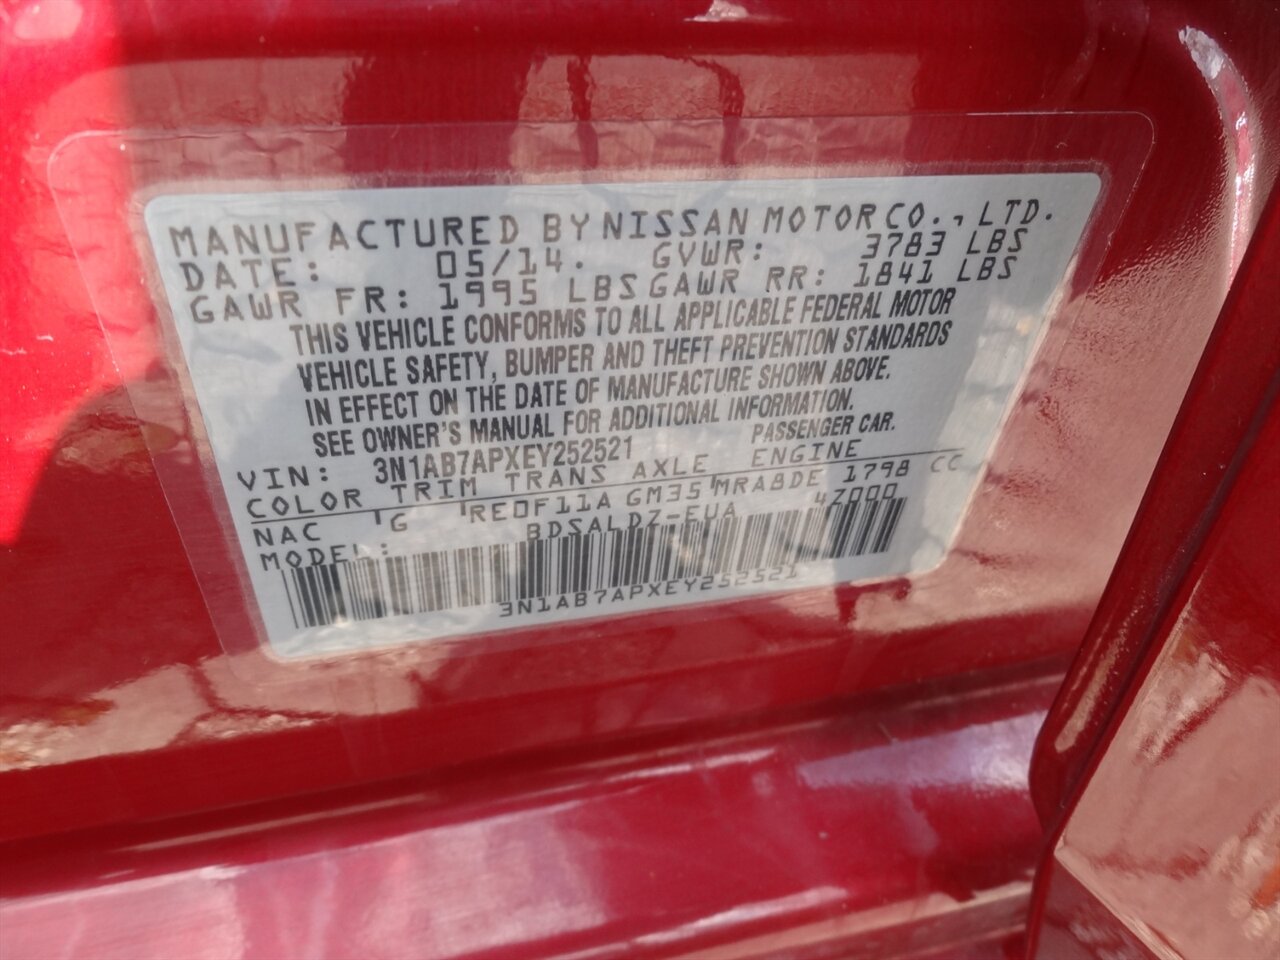 MANUFACTURED BY NISSAN MOTOR CO., LTD.
DATE: 05/14. GVWR: 3783 LBS
GAWR FR: 1995 LBS GAWR RR: 1841 LBS
THIS VEHICLE CONFORMS TO ALL APPLICABLE FEDERAL MOTOR
VEHICLE SAFETY, BUMPER AND THEFT PREVENTION STANDARDS
IN EFFECT ON THE DATE OF MANUFACTURE SHOWN ABOVE.
SEE OWNER'S MANUAL FOR ADDITIONAL INFORMATION.
VIN: 3N1AB7APXEY252521 PASSENGER CAR.
COLOR TRIM TRANS AXLE ENGINE
NAC G RE0F11A GM35 MRA8DE 1798 CC
MODEL: BDSALDZ-EUA 4Z000
3N1AB7APXEY252521